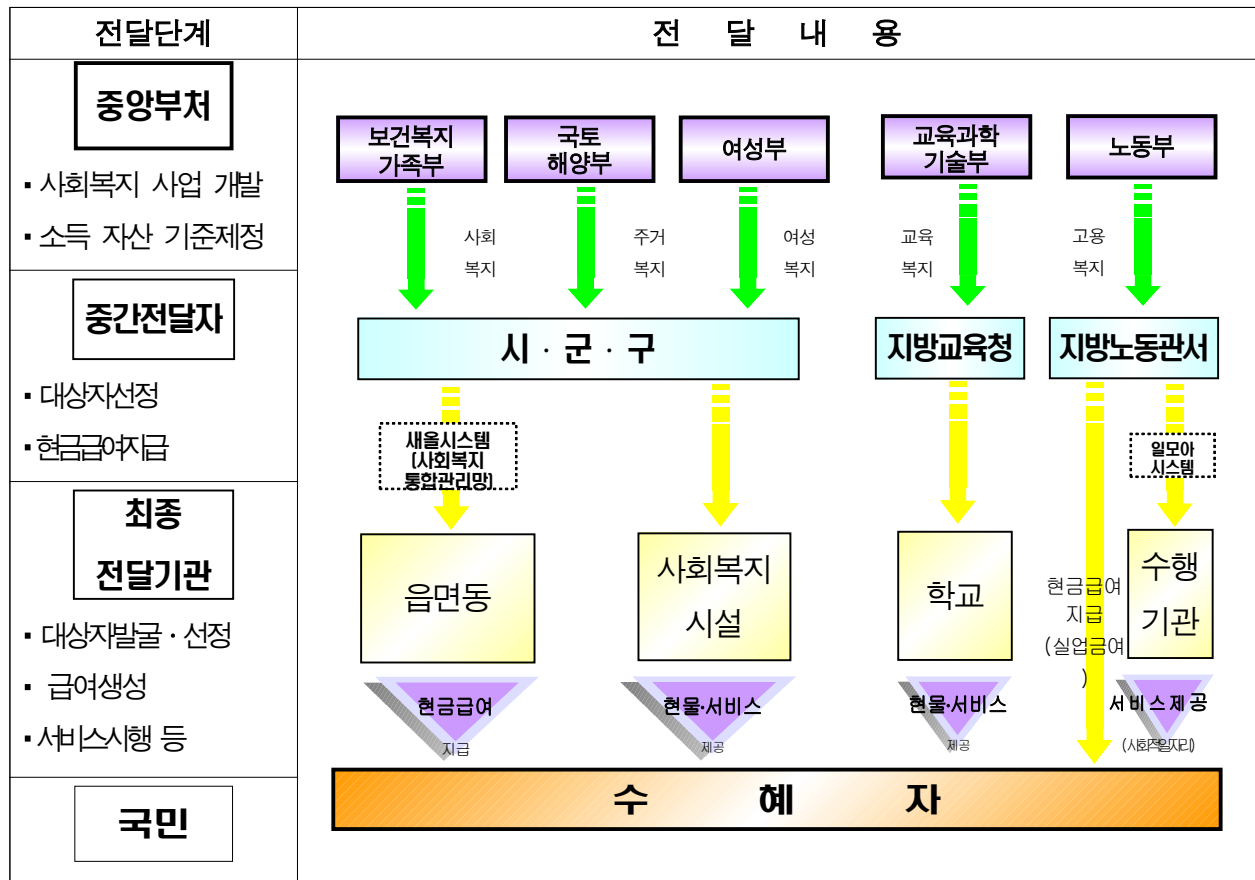 전달단계
전 달 내 용
중앙부처
▪ 사회복지 사업 개발
▪ 소득 자산 기준제정
보건복지
가족부
국토
해양부
여성부
교육과학
기술부
노동부
사회
복지
주거
복지
여성
복지
교육
복지
고용
복지
중간전달자
▪ 대상자선정
▪ 현금급여지급
시 · 군 · 구
지방교육청
지방노동관서
새올시스템
(사회복지
통합관리망)
일모아
시스템
최종
전달기관
▪ 대상자발굴 · 선정
▪ 급여생성
▪ 서비스시행 등
읍면동
사회복지
시설
학교
현금급여
지급
(실업금여
)
수행
기관
현금급여
지급
현물·서비스
제공
현물·서비스
제공
서비스제공
(사회적일자리)
국민
수 혜 자